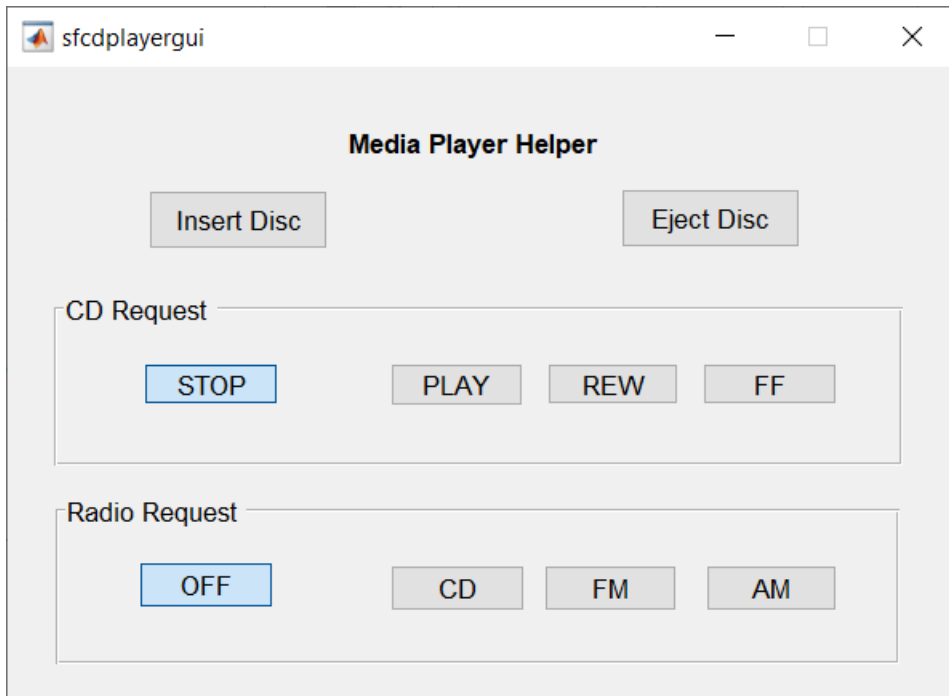 sfcdplayergui
Media Player Helper
Insert Disc Eject Disc
CD Request
STOP PLAY REW FF
Radio Request
OFF CD FM AM